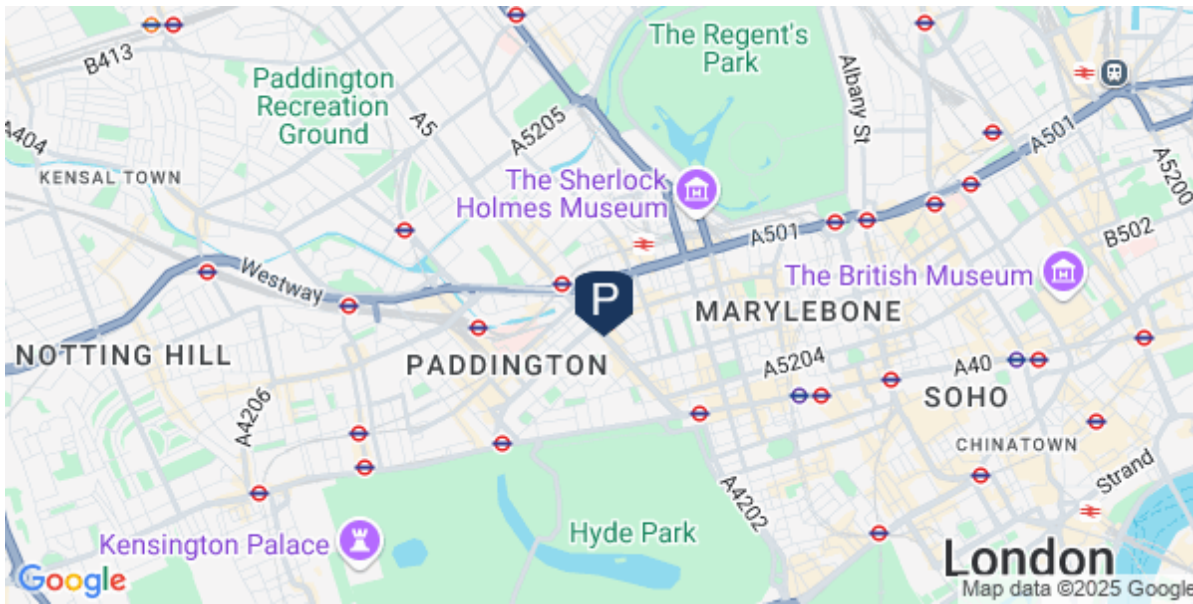 The Regent's
Park
B413
Paddington
Recreation
Ground
A5
A5205
Albany St
A501
A404
KENSAL TOWN
A5200
The Sherlock
Holmes Museum
A501
B502
Westway
P
The British Museum
MARYLEBONE
NOTTING HILL
PADDINGTON
A5204
A40
SOHO
A4206
CHINATOWN
Strand
A4202
Kensington Palace
Hyde Park
London
Google
Map data ©2025 Google